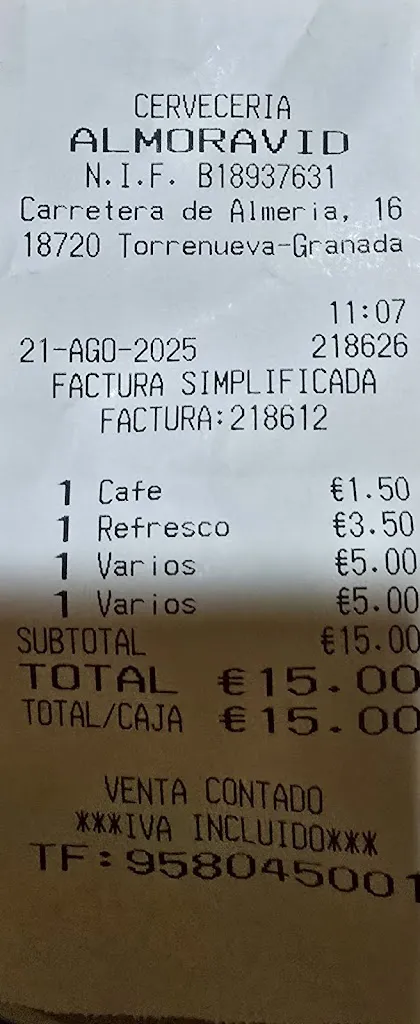 CERVECERIA
ALMORAVID
N.I.F. B18937631
Carretera de Almeria, 16
18720 Torrenueva-Granada
11:07
21-AGO-2025 218626
FACTURA SIMPLIFICADA
FACTURA:218612
1 Cafe €1.50
1 Refresco €3.50
1 Varios €5.00
1 Varios €5.00
SUBTOTAL €15.00
TOTAL €15.00
TOTAL/CAJA €15.00
VENTA CONTADO
***IVA INCLUIDO***
TF:958045001